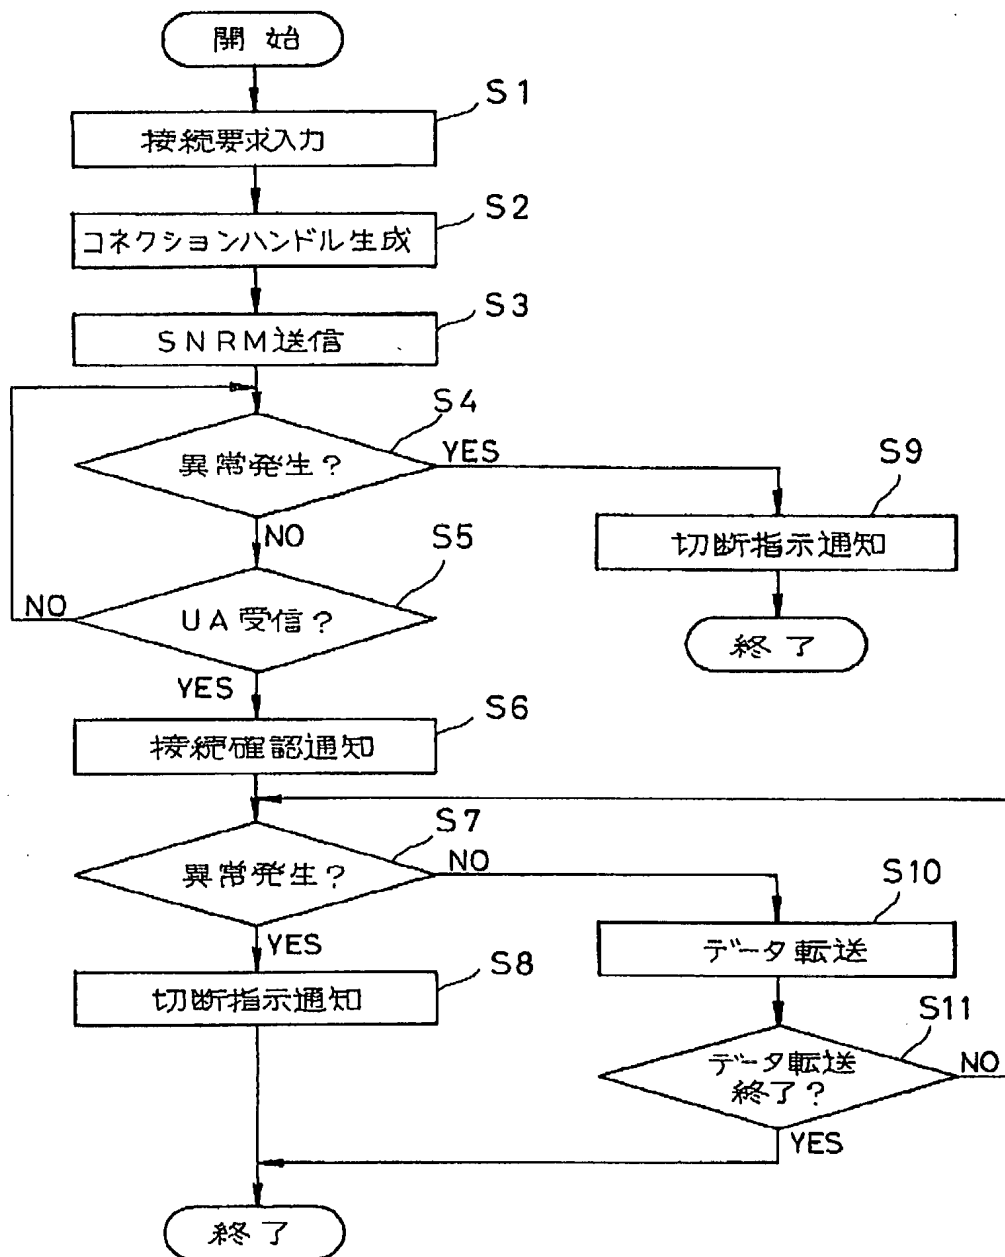 開始
S1
接続要求入力
S2
コネクションハンドル生成
S3
SNRM送信
S4
異常発生?
YES
NO
S9
切断指示通知
終了
S5
UA受信?
NO
YES
S6
接続確認通知
S7
異常発生?
NO
YES
S10
データ転送
S8
切断指示通知
S11
データ転送
終了?
NO
YES
終了